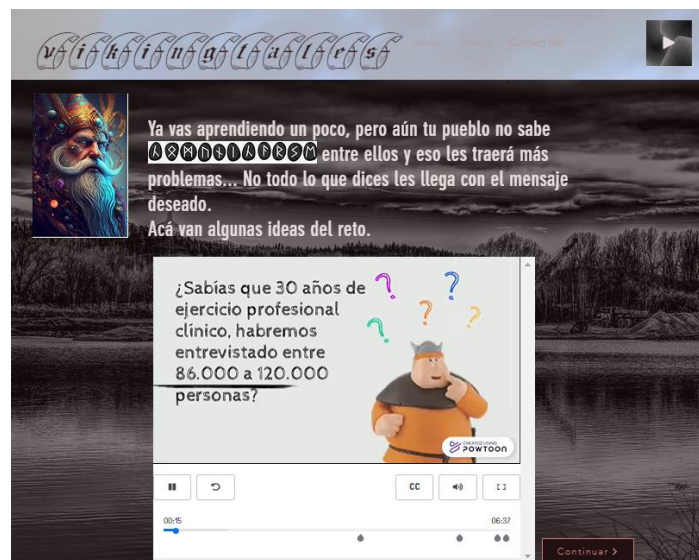 vikingtales
Inicio Home Contact Me
Ya vas aprendiendo un poco, pero aún tu pueblo no sabe
ᚲᛟᛗᚢᚾᛁᚲᚨᚱᛊᛖ entre ellos y eso les traerá más
problemas... No todo lo que dices les llega con el mensaje
deseado.
Acá van algunas ideas del reto.
¿Sabías que 30 años de
ejercicio profesional
clínico, habremos
entrevistado entre
86.000 a 120.000
personas?
? ? ? ? ?
CREATED USING
POWTOON
CC
00:15 06:37
Continuar >